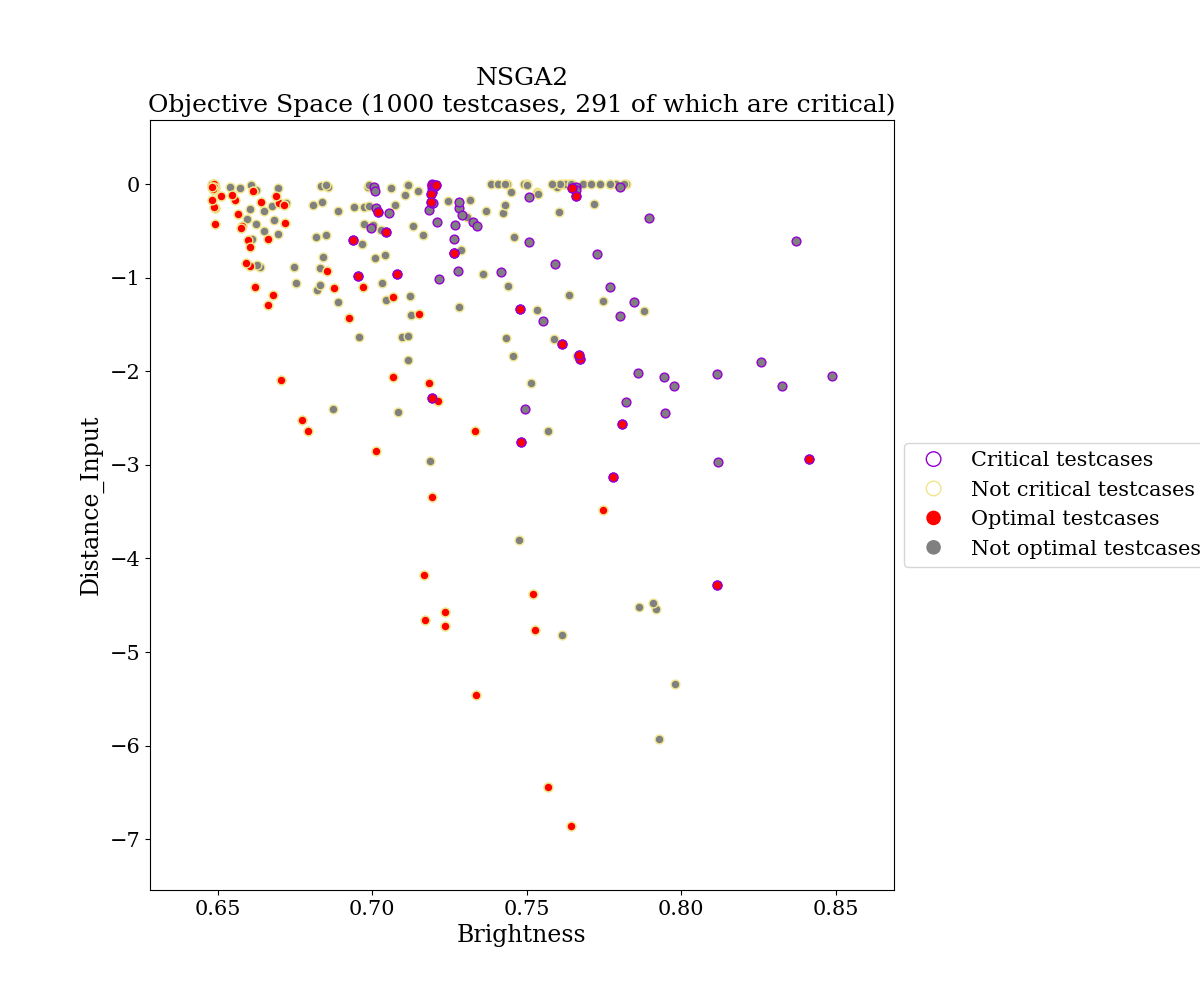 NSGA2
Objective Space (1000 testcases, 291 of which are critical)
0
−1
−2
−3
−4
−5
−6
−7
Distance_Input
0.65
0.70
0.75
0.80
0.85
Brightness
Critical testcases
Not critical testcases
Optimal testcases
Not optimal testcases